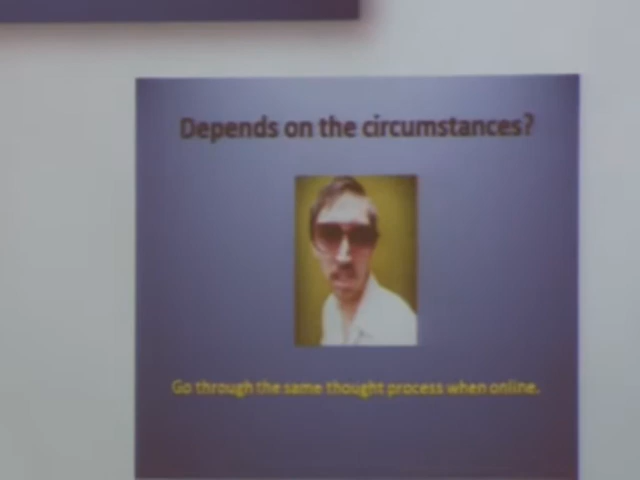 Depends on the circumstances?
Go through the same thought process when online.